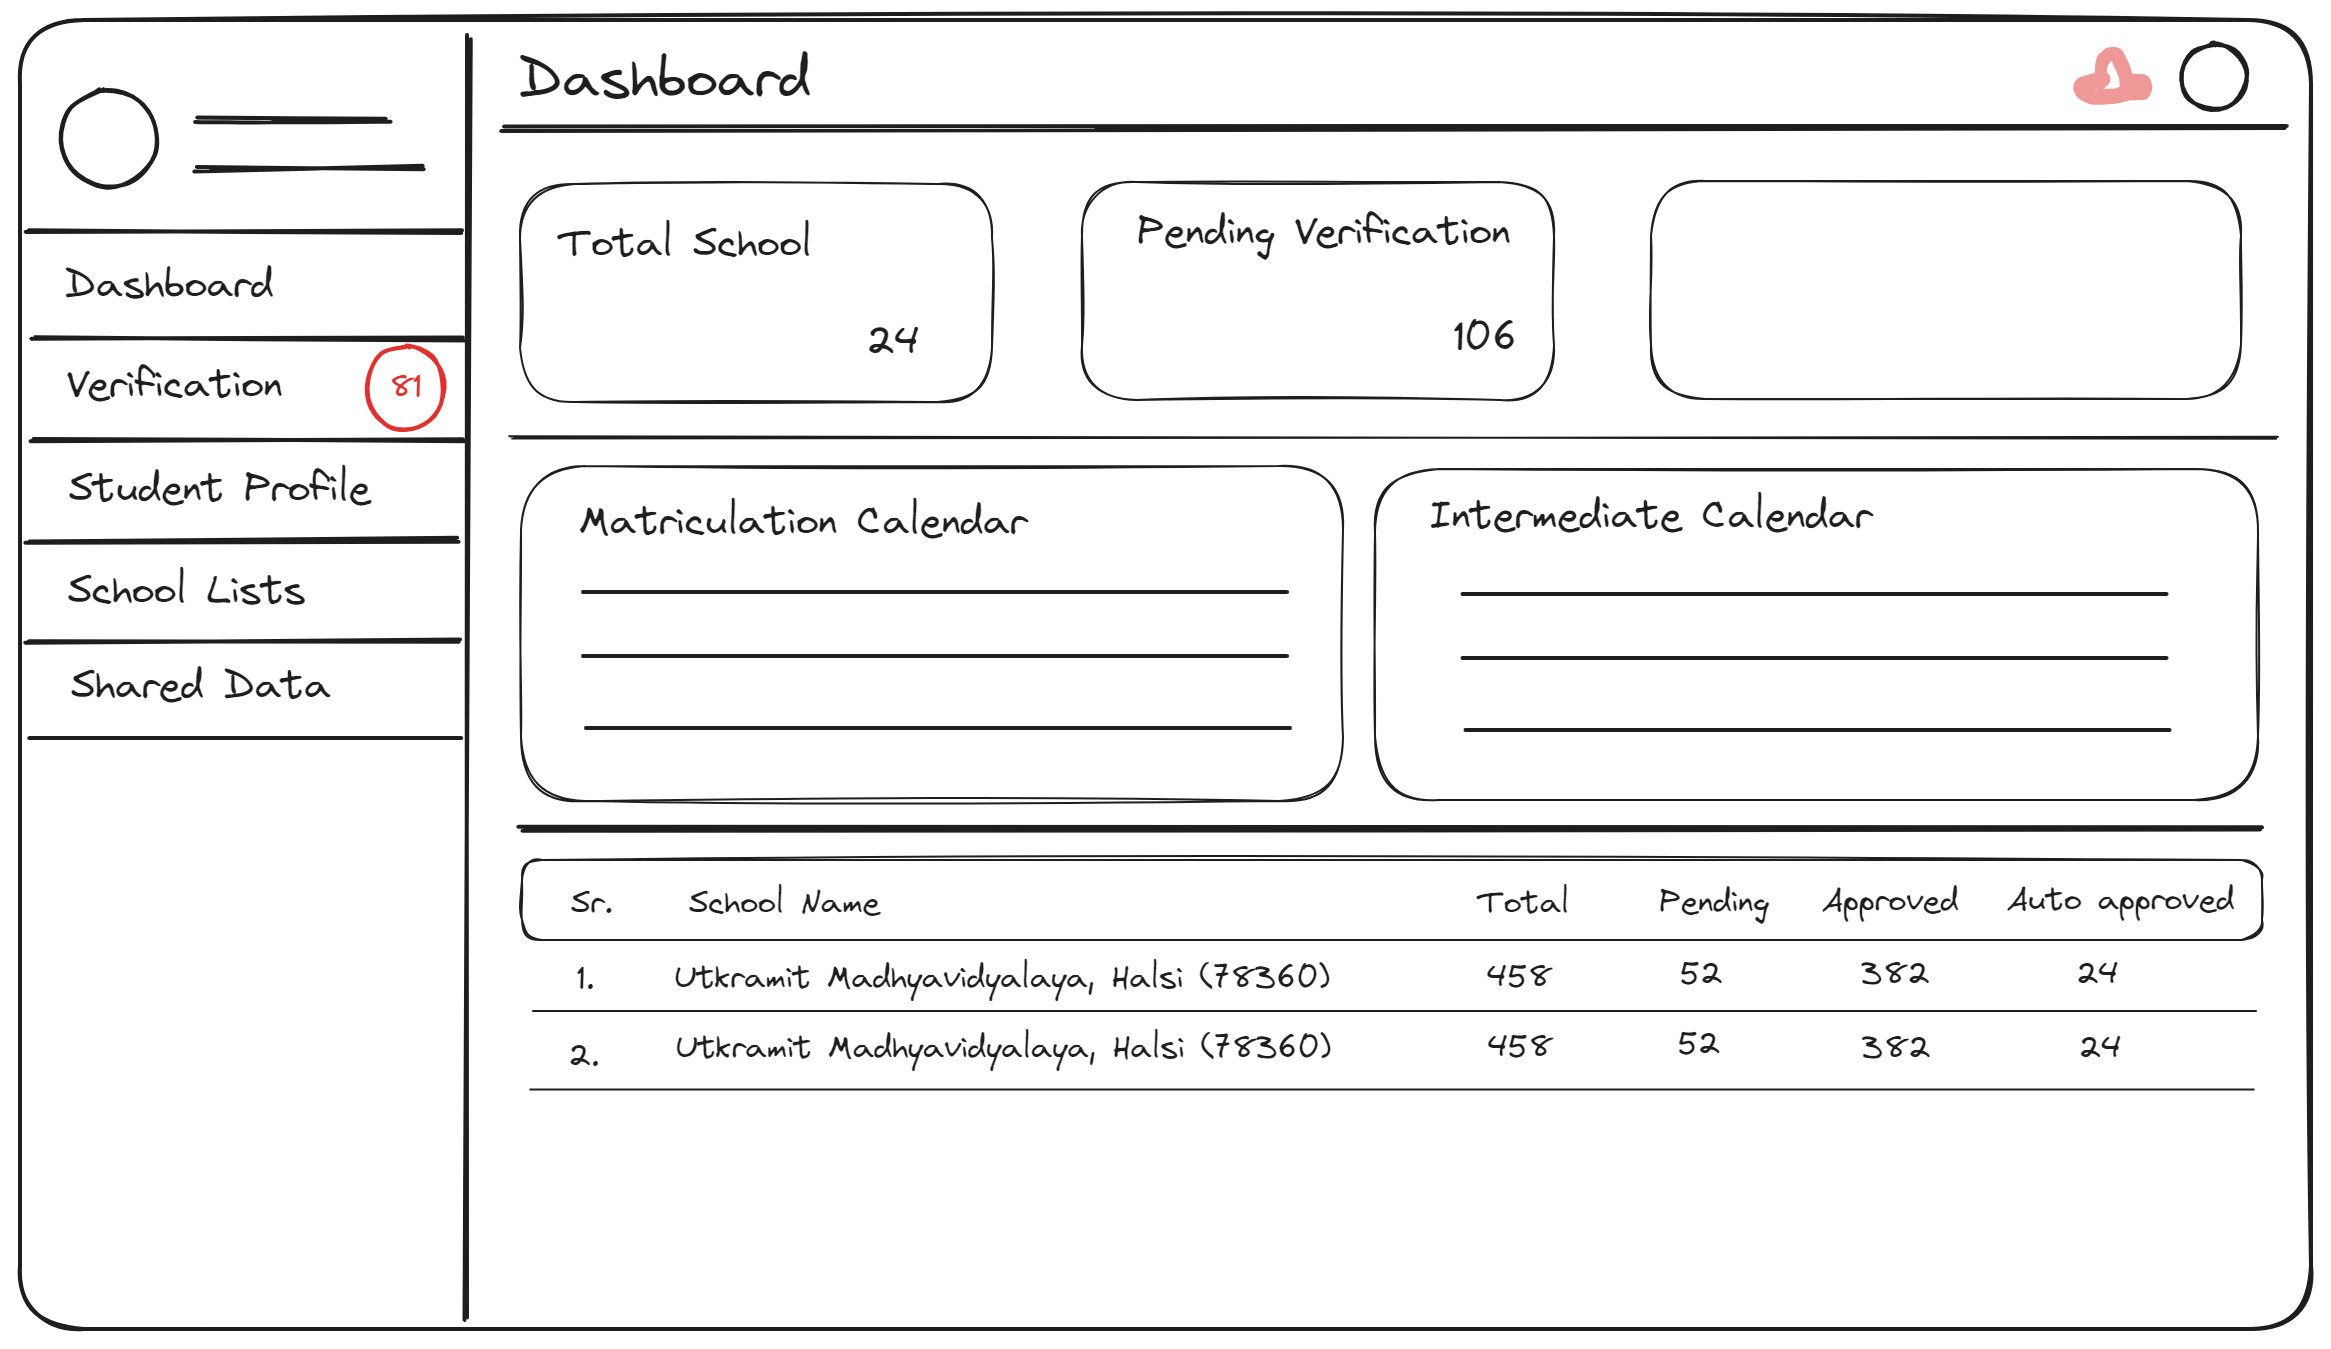 Dashboard
Dashboard
Verification 81
Student Profile
School Lists
Shared Data
Total School
24
Pending Verification
106
Matriculation Calendar
Intermediate Calendar
Sr. School Name Total Pending Approved Auto approved
1. Utkramit Madhyavidyalaya, Halsi (78360) 458 52 382 24
2. Utkramit Madhyavidyalaya, Halsi (78360) 458 52 382 24